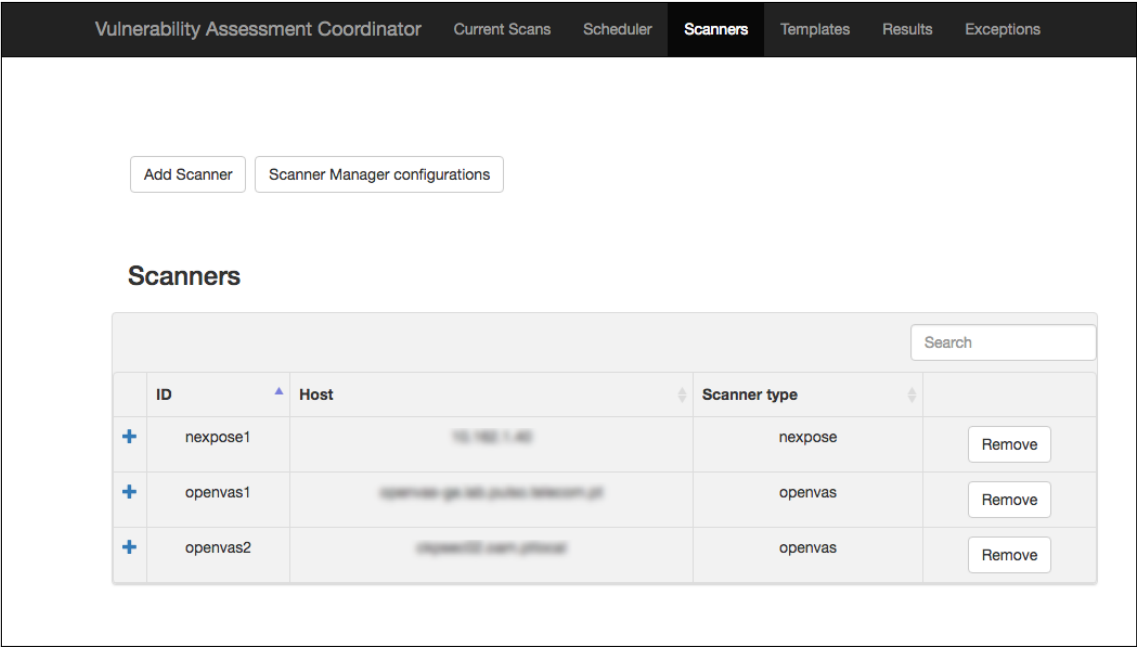 Vulnerability Assessment Coordinator Current Scans Scheduler Scanners Templates Results Exceptions
Add Scanner Scanner Manager configurations
Scanners
Search
ID Host Scanner type
nexpose1 nexpose Remove
openvas1 openvas Remove
openvas2 openvas Remove